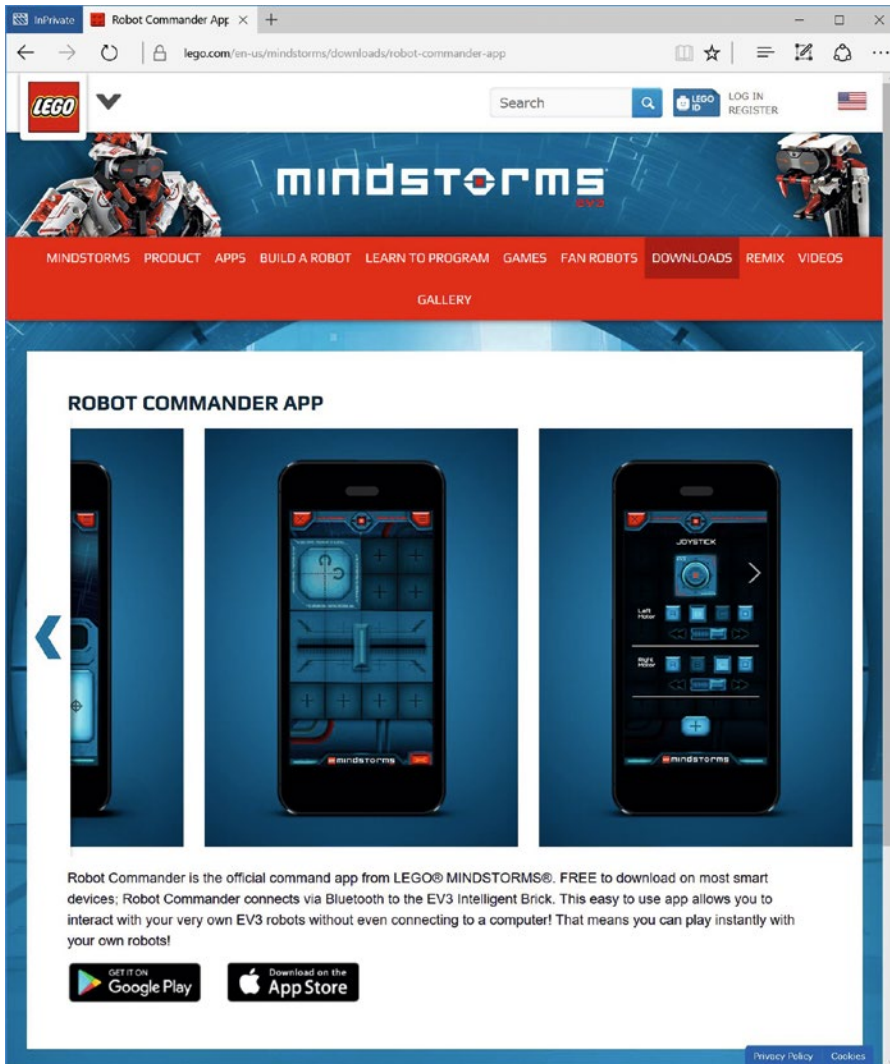 InPrivate
Robot Commander App
lego.com/en-us/mindstorms/downloads/robot-commander-app
LEGO
Search
LEGO ID
LOG IN
REGISTER
mindstorms
EV3
MINDSTORMS PRODUCT APPS BUILD A ROBOT LEARN TO PROGRAM GAMES FAN ROBOTS DOWNLOADS REMIX VIDEOS
GALLERY
ROBOT COMMANDER APP
JOYSTICK
Left Motor
Right Motor
mindstorms
mindstorms
Robot Commander is the official command app from LEGO® MINDSTORMS®. FREE to download on most smart
devices; Robot Commander connects via Bluetooth to the EV3 Intelligent Brick. This easy to use app allows you to
interact with your very own EV3 robots without even connecting to a computer! That means you can play instantly with
your own robots!
GET IT ON
Google Play
Download on the
App Store
Privacy Policy Cookies